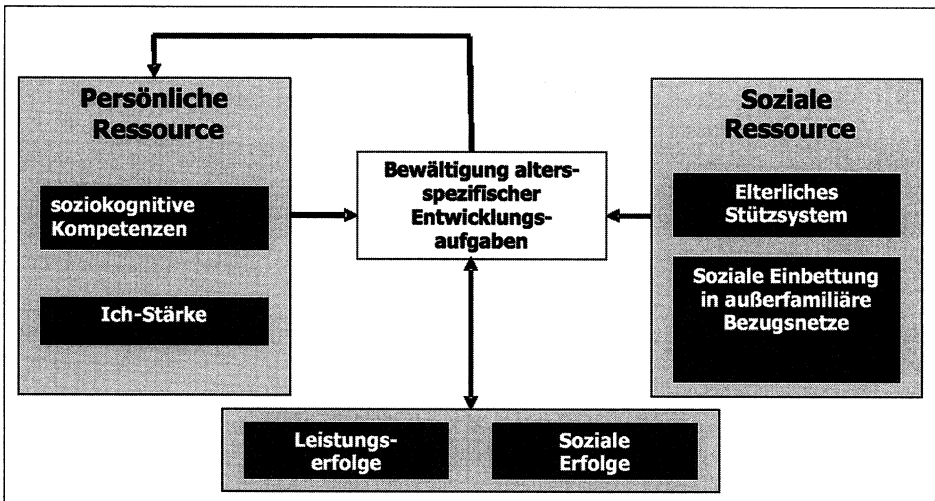 Persönliche
Ressource
soziokognitive
Kompetenzen
Ich-Stärke
Bewältigung alters-
spezifischer
Entwicklungs-
aufgaben
Soziale
Ressource
Elterliches
Stützsystem
Soziale Einbettung
in außerfamiliäre
Bezugsnetze
Leistungs-
erfolge
Soziale
Erfolge